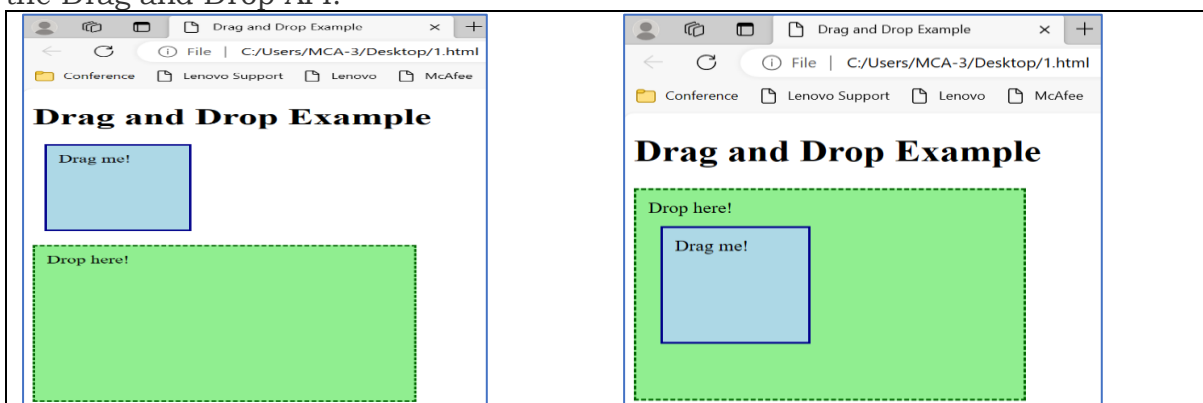 the Drag and Drop API.
Drag and Drop Example
File | C:/Users/MCA-3/Desktop/1.html
Conference Lenovo Support Lenovo McAfee
Drag and Drop Example
Drag me!
Drop here!
Drag and Drop Example
File | C:/Users/MCA-3/Desktop/1.html
Conference Lenovo Support Lenovo McAfee
Drag and Drop Example
Drop here!
Drag me!